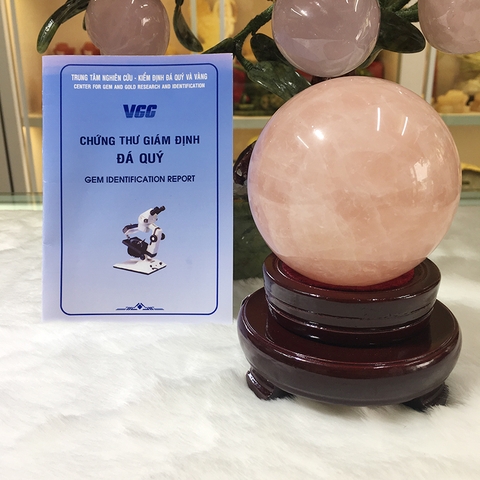 TRUNG TÂM NGHIÊN CỨU - KIỂM ĐỊNH ĐÁ QUÝ VÀ VÀNG
CENTER FOR GEM AND GOLD RESEARCH AND IDENTIFICATION
VGC
CHỨNG THƯ GIÁM ĐỊNH
ĐÁ QUÝ
GEM IDENTIFICATION REPORT